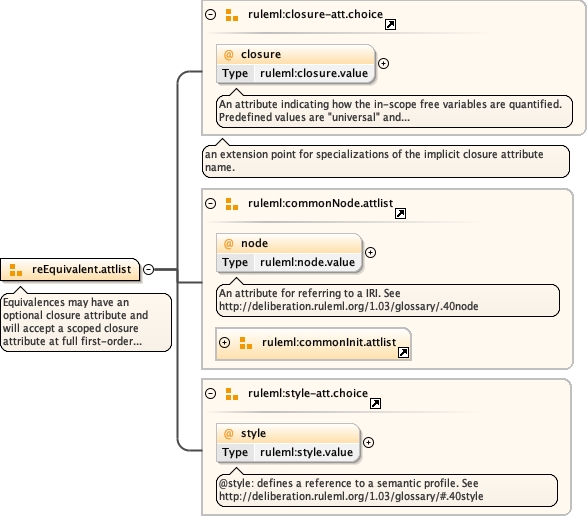 ruleml:closure-att.choice
@ closure
Type ruleml:closure.value
An attribute indicating how the in-scope free variables are quantified.
Predefined values are "universal" and...
an extension point for specializations of the implicit closure attribute
name.
ruleml:commonNode.attlist
@ node
Type ruleml:node.value
An attribute for referring to a IRI. See
http://deliberation.ruleml.org/1.03/glossary/.40node
ruleml:commonInit.attlist
reEquivalent.attlist
Equivalences may have an
optional closure attribute and
will accept a scoped closure
attribute at full first-order...
ruleml:style-att.choice
@ style
Type ruleml:style.value
@style: defines a reference to a semantic profile. See
http://deliberation.ruleml.org/1.03/glossary/#.40style